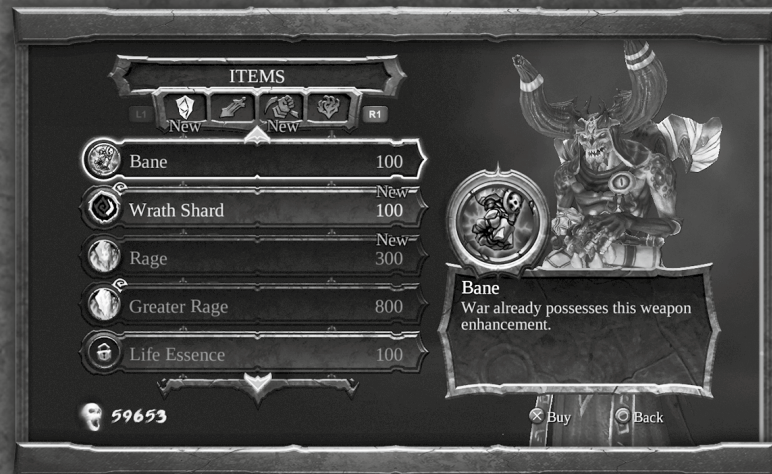 ITEMS
L1
R1
New
New
Bane 100
New
Wrath Shard 100
New
Rage 300
Greater Rage 800
Life Essence 100
59653
Bane
War already possesses this weapon
enhancement.
Buy
Back